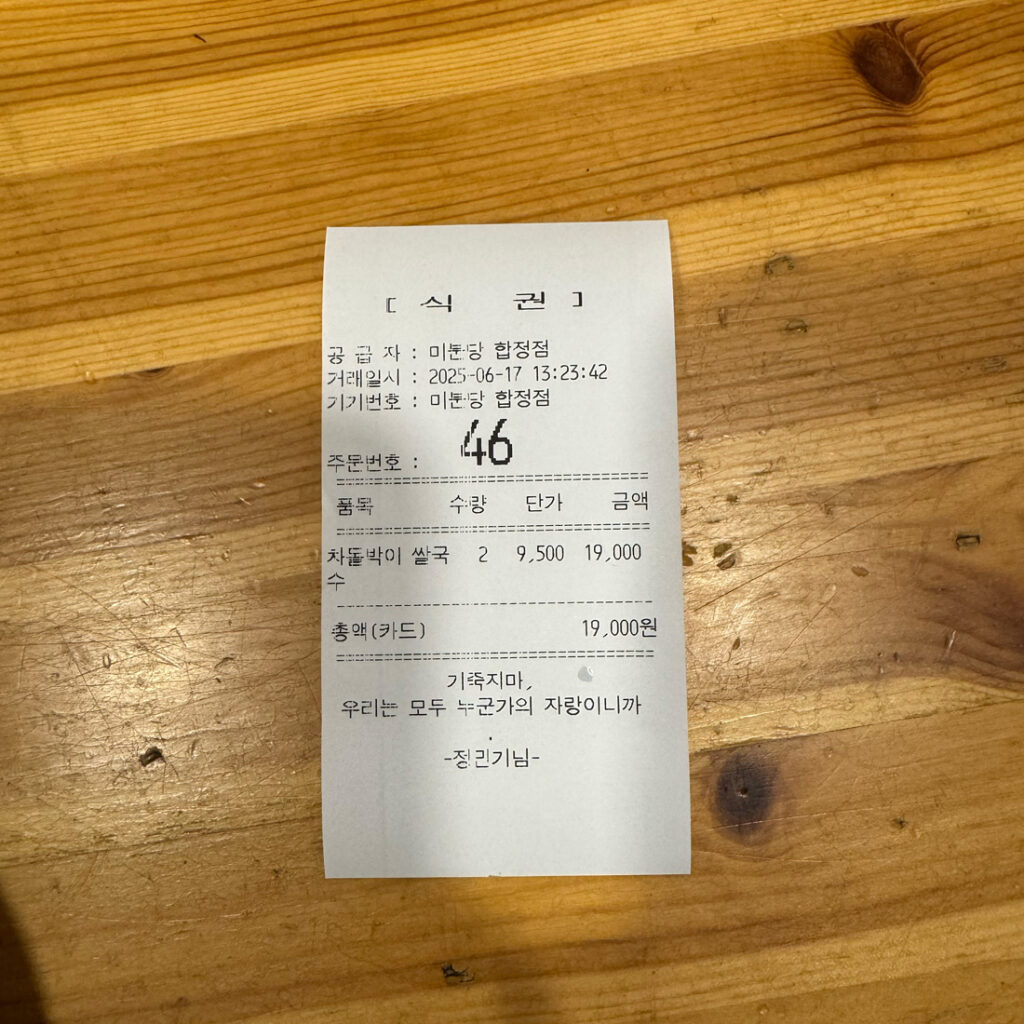 [ 식 권 ]
공 급 자 : 미분당 합정점
거래일시 : 2025-06-17 13:23:42
기기번호 : 미분당 합정점
주문번호 : 46
품목 수량 단가 금액
차돌박이 쌀국 2 9,500 19,000
수
총액(카드) 19,000원
기죽지마,
우리는 모두 누군가의 자랑이니까
.
-정민기님-